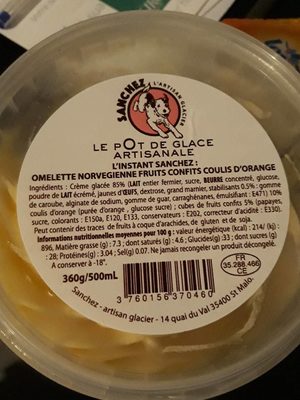 SANCHEZ
L'ARTISAN GLACIER
LE POT DE GLACE
ARTISANALE
L'INSTANT SANCHEZ :
OMELETTE NORVEGIENNE FRUITS CONFITS COULIS D'ORANGE
Ingrédients : Crème glacée 85% (LAIT entier fermier, sucre, BEURRE concentré, glucose,
poudre de LAIT écrémé, jaunes d'ŒUFS, dextrose, grand marnier, stabilisants 0.5% : gomme
de caroube, alginate de sodium, gomme de guar, carraghénanes, émulsifiant : E471) 10%
coulis d'orange (purée d'orange , glucose sucre) ; cubes de fruits confits 5% (papayes,
sucre, colorants : E150a, E120, E133, conservateurs : E202, correcteur d'acidité : E330).
Peut contenir des traces de fruits à coque d'arachides, de gluten et de soja.
Informations nutritionnelles moyennes pour 100 g : valeur énergétique (kcal) : 214/ kj) :
896, Matière grasse (g) : 7.3 ; dont saturés (g) : 4.6 ; Glucides(g) : 33 ; dont sucres (g)
: 28; Protéines(g) : 3.04 ; Sel(g) 0.07. Ne jamais recongeler un produit décongelé.
A conserver à -18°.
360g/500mL
FR
35.288.466
CE
3 760156 370460
Sanchez - artisan glacier - 14 quai du Val 35400 St Malo.